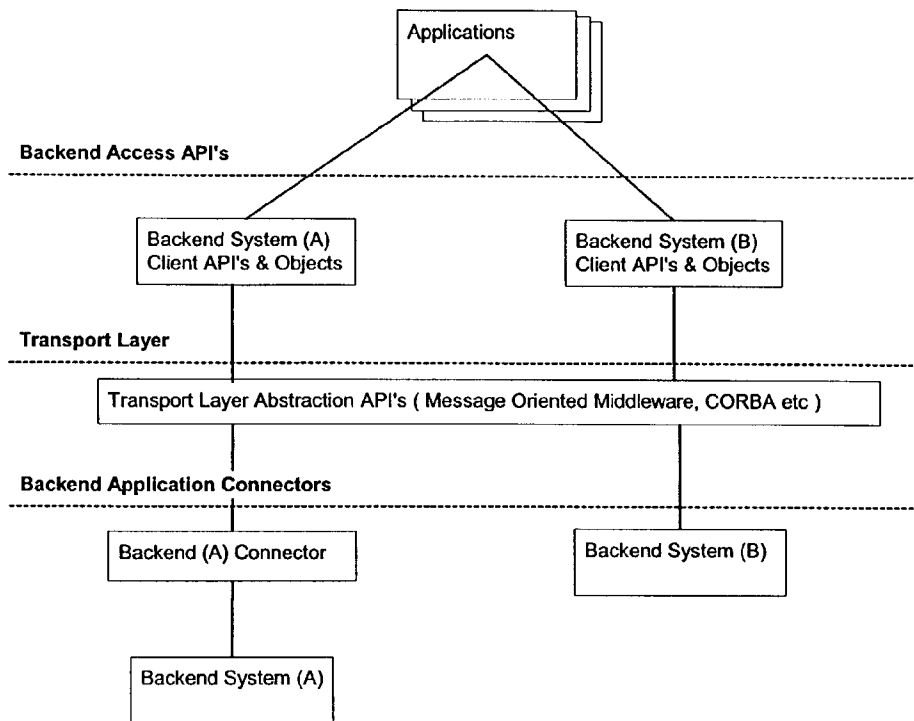 Applications
Backend Access API's
Backend System (A)
Client API's & Objects
Backend System (B)
Client API's & Objects
Transport Layer
Transport Layer Abstraction API's ( Message Oriented Middleware, CORBA etc )
Backend Application Connectors
Backend (A) Connector
Backend System (B)
Backend System (A)